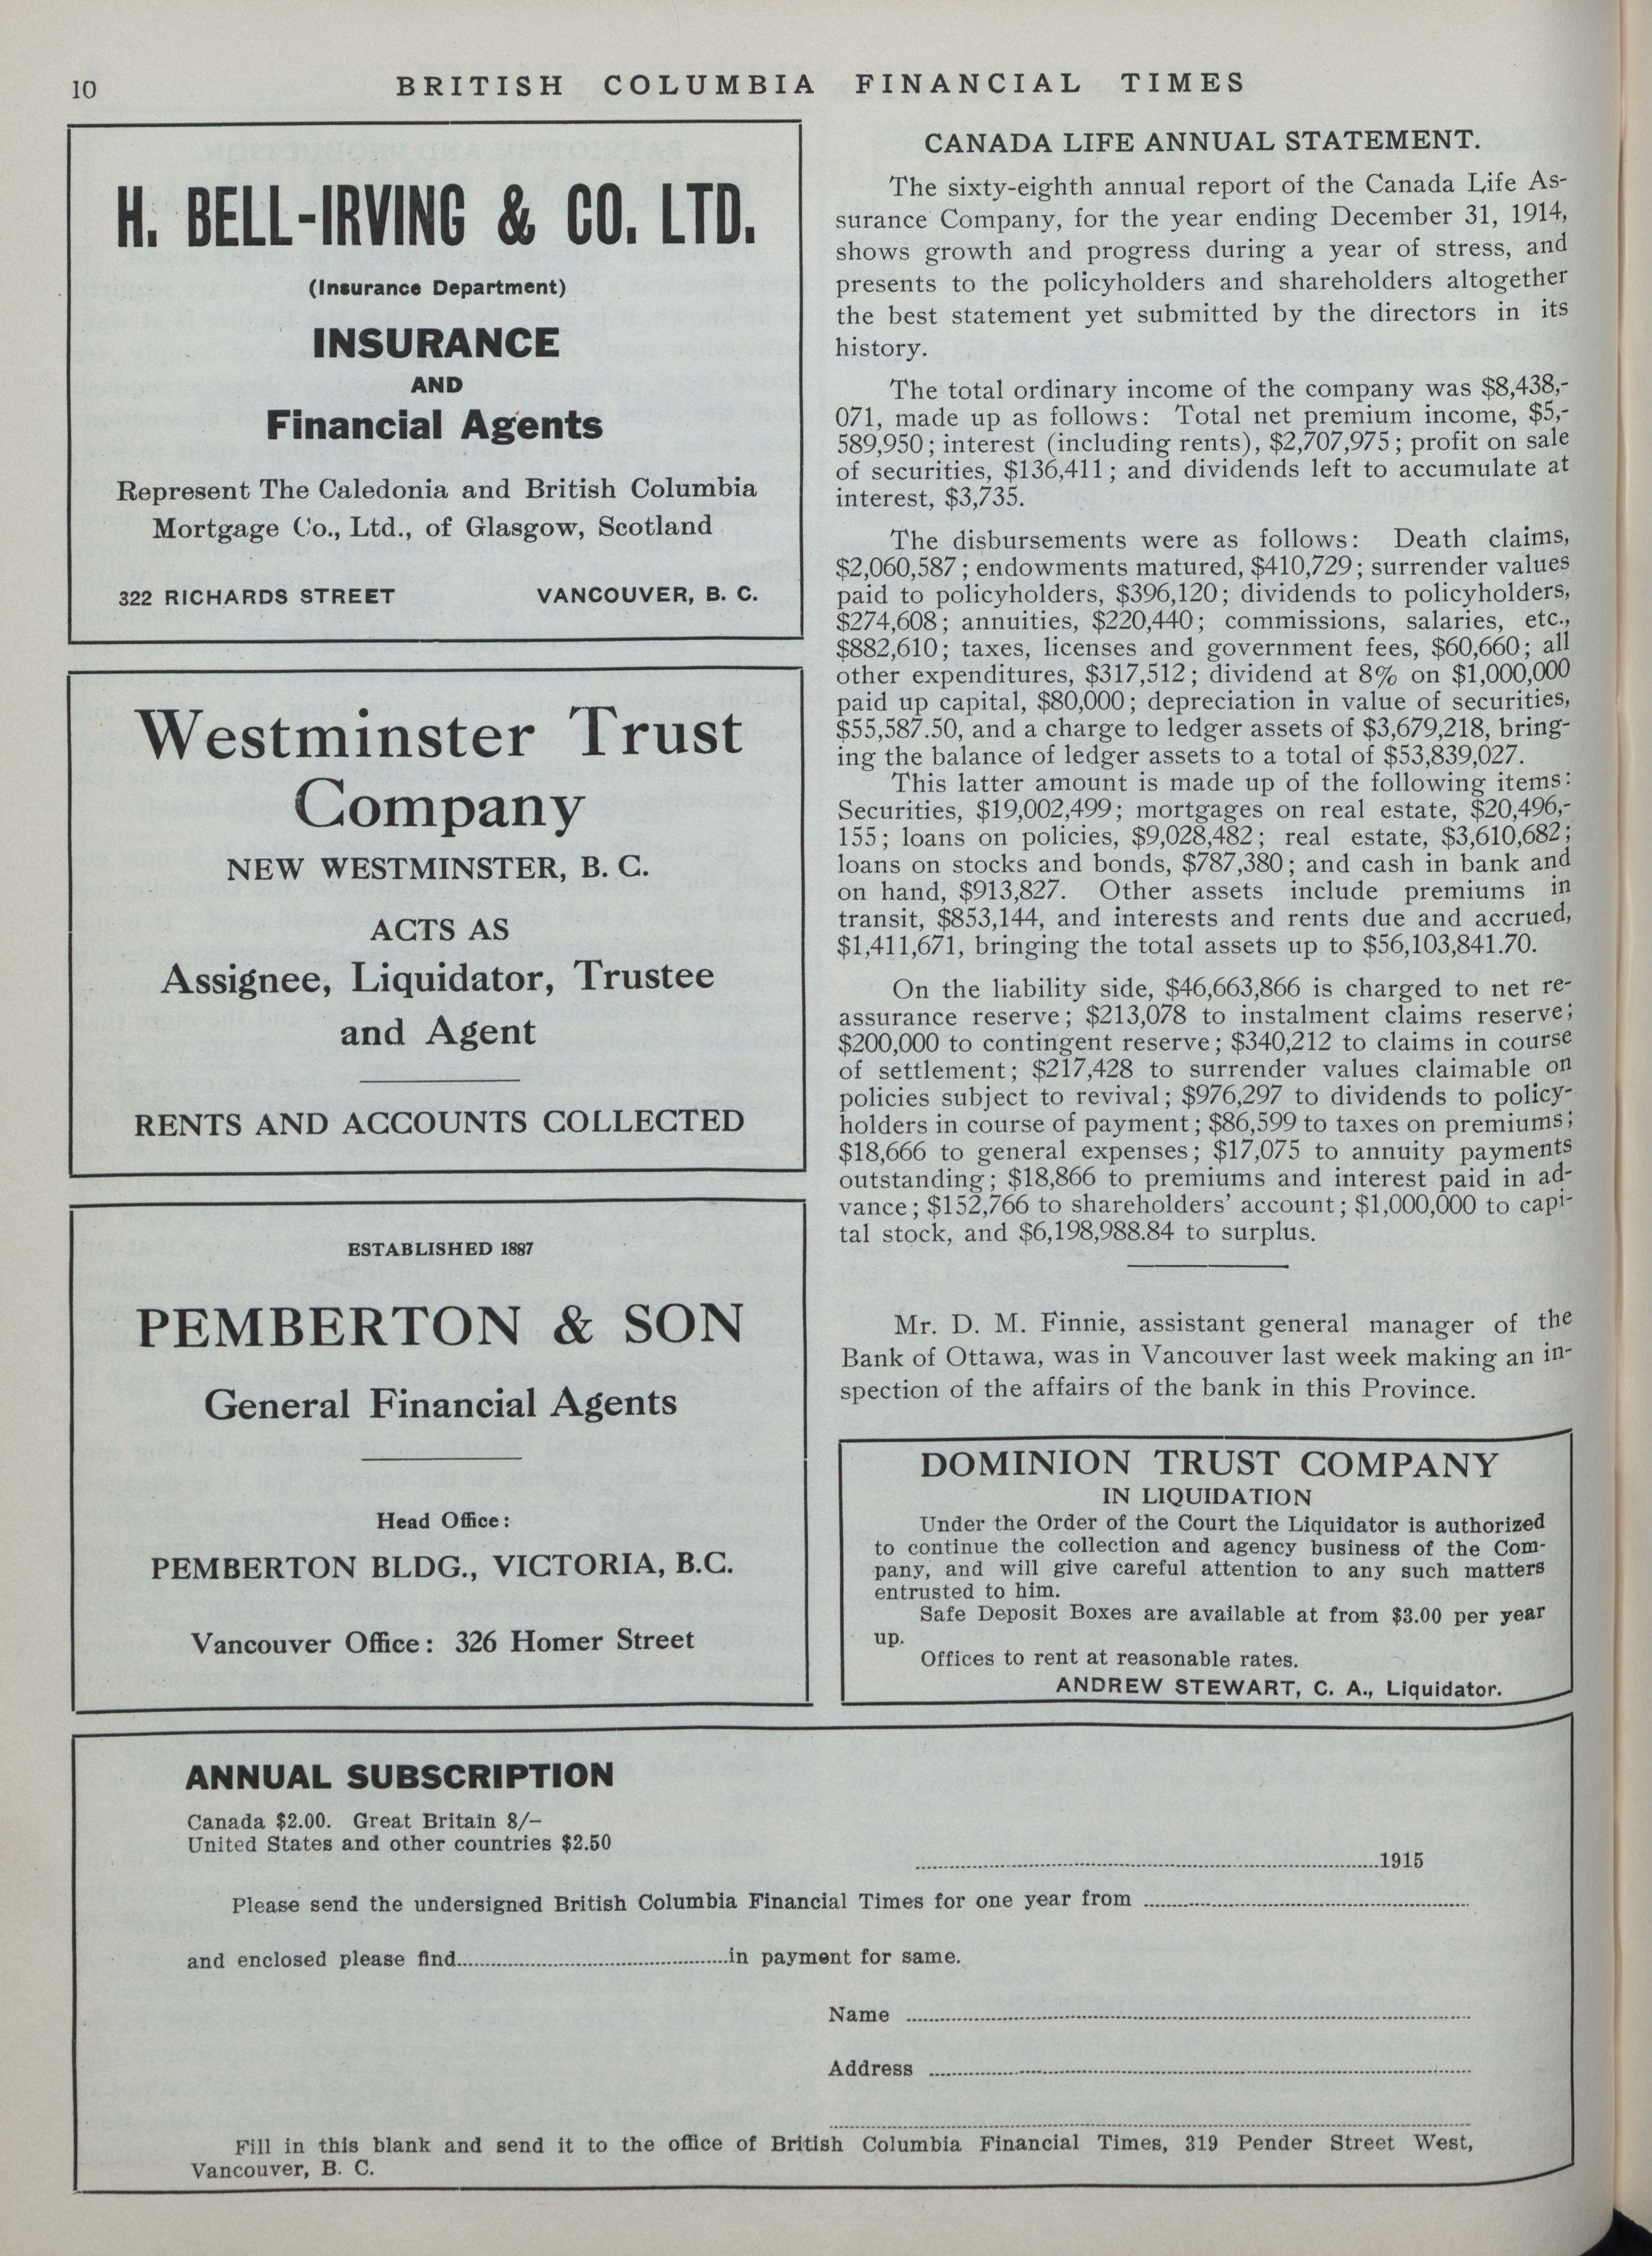 10
BRITISH COLUMBIA FINANCIAL TIMES
H. BELL-IRVING & CO. LTD.
(Insurance Department)
INSURANCE
AND
Financial Agents
Represent The Caledonia and British Columbia
Mortgage Co., Ltd., of Glasgow, Scotland
322 RICHARDS STREET VANCOUVER, B. C.
Westminster Trust
Company
NEW WESTMINSTER, B. C.
ACTS AS
Assignee, Liquidator, Trustee
and Agent
RENTS AND ACCOUNTS COLLECTED
ESTABLISHED 1887
PEMBERTON & SON
General Financial Agents
Head Office:
PEMBERTON BLDG., VICTORIA, B.C.
Vancouver Office: 326 Homer Street
CANADA LIFE ANNUAL STATEMENT.
The sixty-eighth annual report of the Canada Life As-
surance Company, for the year ending December 31, 1914,
shows growth and progress during a year of stress, and
presents to the policyholders and shareholders altogether
the best statement yet submitted by the directors in its
history.
The total ordinary income of the company was $8,438,-
071, made up as follows: Total net premium income, $5,-
589,950; interest (including rents), $2,707,975; profit on sale
of securities, $136,411; and dividends left to accumulate at
interest, $3,735.
The disbursements were as follows: Death claims,
$2,060,587; endowments matured, $410,729; surrender values
paid to policyholders, $396,120; dividends to policyholders,
$274,608; annuities, $220,440; commissions, salaries, etc.,
$882,610; taxes, licenses and government fees, $60,660; all
other expenditures, $317,512; dividend at 8% on $1,000,000
paid up capital, $80,000; depreciation in value of securities,
$55,587.50, and a charge to ledger assets of $3,679,218, bring-
ing the balance of ledger assets to a total of $53,839,027.
This latter amount is made up of the following items:
Securities, $19,002,499; mortgages on real estate, $20,496,-
155; loans on policies, $9,028,482; real estate, $3,610,682;
loans on stocks and bonds, $787,380; and cash in bank and
on hand, $913,827. Other assets include premiums in
transit, $853,144, and interests and rents due and accrued,
$1,411,671, bringing the total assets up to $56,103,841.70.
On the liability side, $46,663,866 is charged to net re-
assurance reserve; $213,078 to instalment claims reserve;
$200,000 to contingent reserve; $340,212 to claims in course
of settlement; $217,428 to surrender values claimable on
policies subject to revival; $976,297 to dividends to policy-
holders in course of payment; $86,599 to taxes on premiums;
$18,666 to general expenses; $17,075 to annuity payments
outstanding; $18,866 to premiums and interest paid in ad-
vance; $152,766 to shareholders' account; $1,000,000 to capi-
tal stock, and $6,198,988.84 to surplus.
Mr. D. M. Finnie, assistant general manager of the
Bank of Ottawa, was in Vancouver last week making an in-
spection of the affairs of the bank in this Province.
DOMINION TRUST COMPANY
IN LIQUIDATION
Under the Order of the Court the Liquidator is authorized
to continue the collection and agency business of the Com-
pany, and will give careful attention to any such matters
entrusted to him.
Safe Deposit Boxes are available at from $3.00 per year
up.
Offices to rent at reasonable rates.
ANDREW STEWART, C. A., Liquidator.
ANNUAL SUBSCRIPTION
Canada $2.00. Great Britain 8/–
United States and other countries $2.50
1915
Please send the undersigned British Columbia Financial Times for one year from
and enclosed please find in payment for same.
Name
Address
Fill in this blank and send it to the office of British Columbia Financial Times, 319 Pender Street West,
Vancouver, B. C.